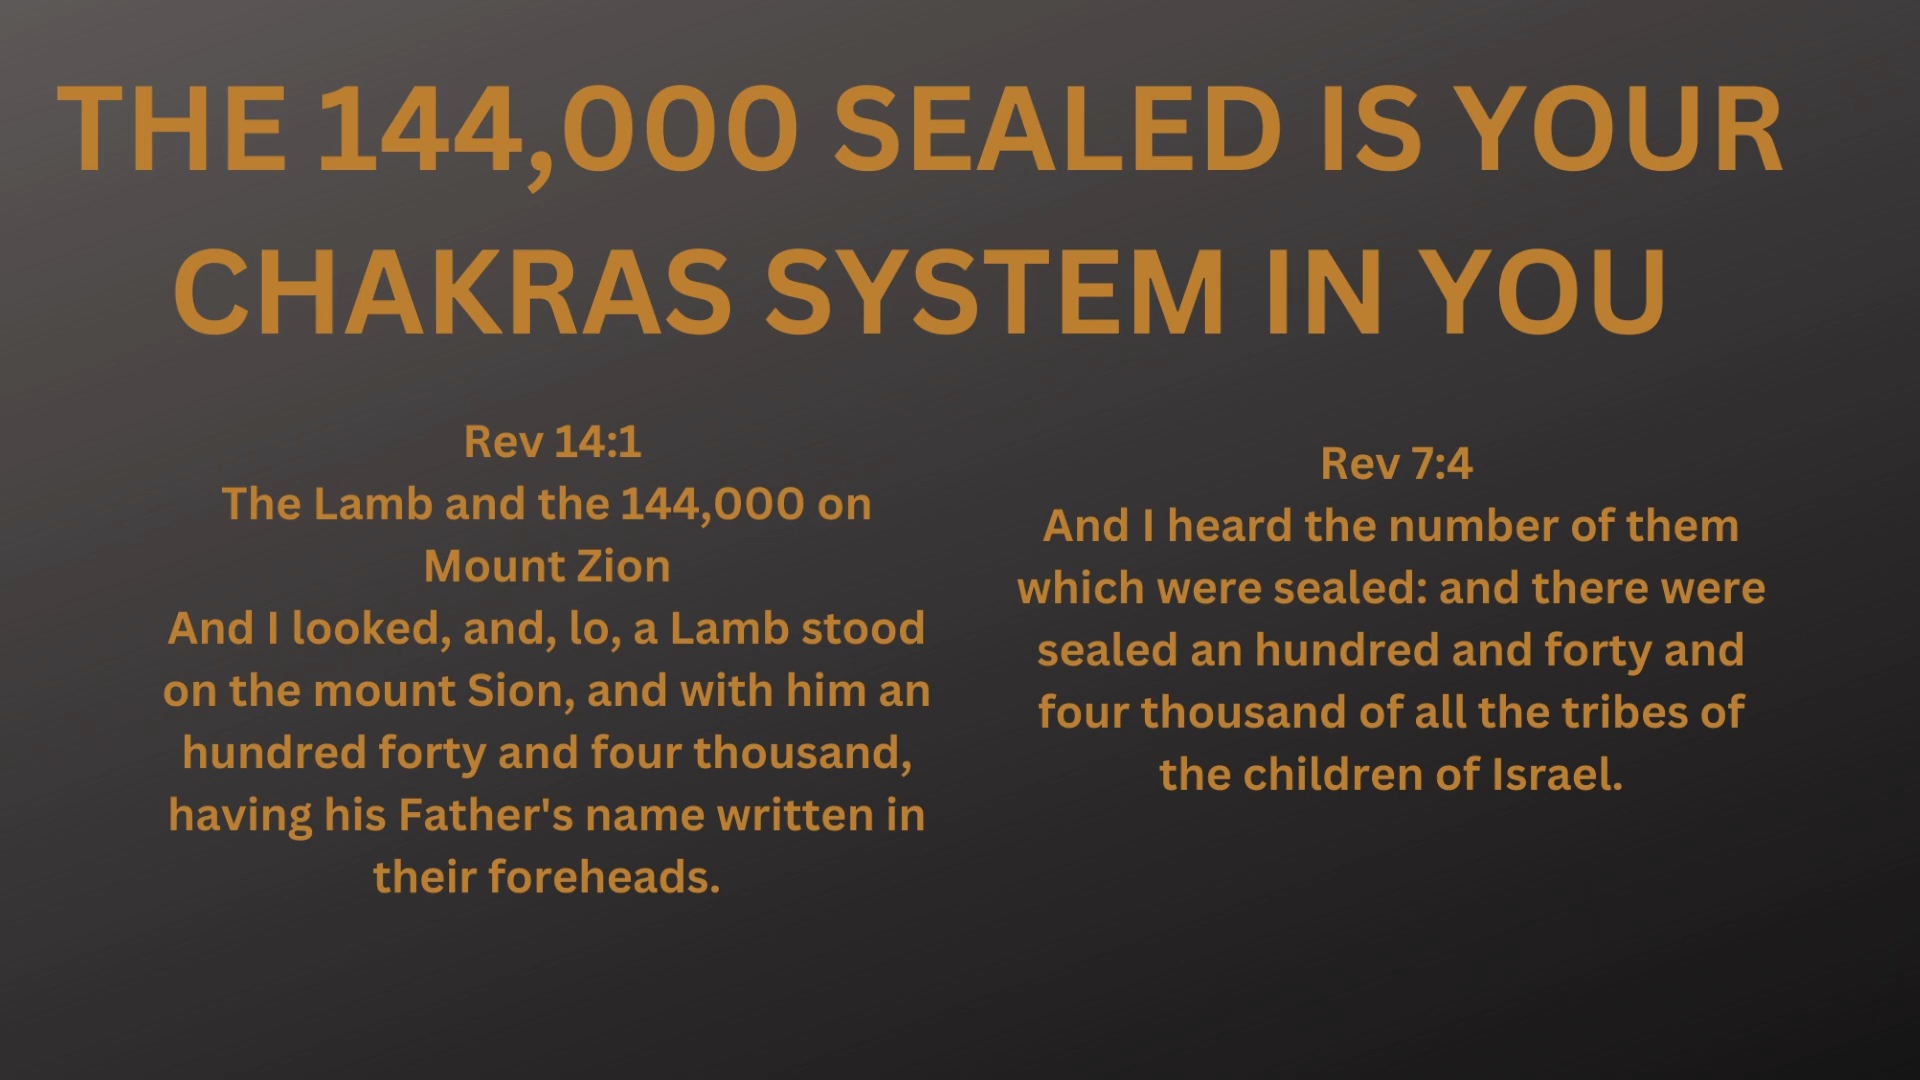 THE 144,000 SEALED IS YOUR
CHAKRAS SYSTEM IN YOU
Rev 14:1
The Lamb and the 144,000 on
Mount Zion
And I looked, and, lo, a Lamb stood
on the mount Sion, and with him an
hundred forty and four thousand,
having his Father's name written in
their foreheads.
Rev 7:4
And I heard the number of them
which were sealed: and there were
sealed an hundred and forty and
four thousand of all the tribes of
the children of Israel.